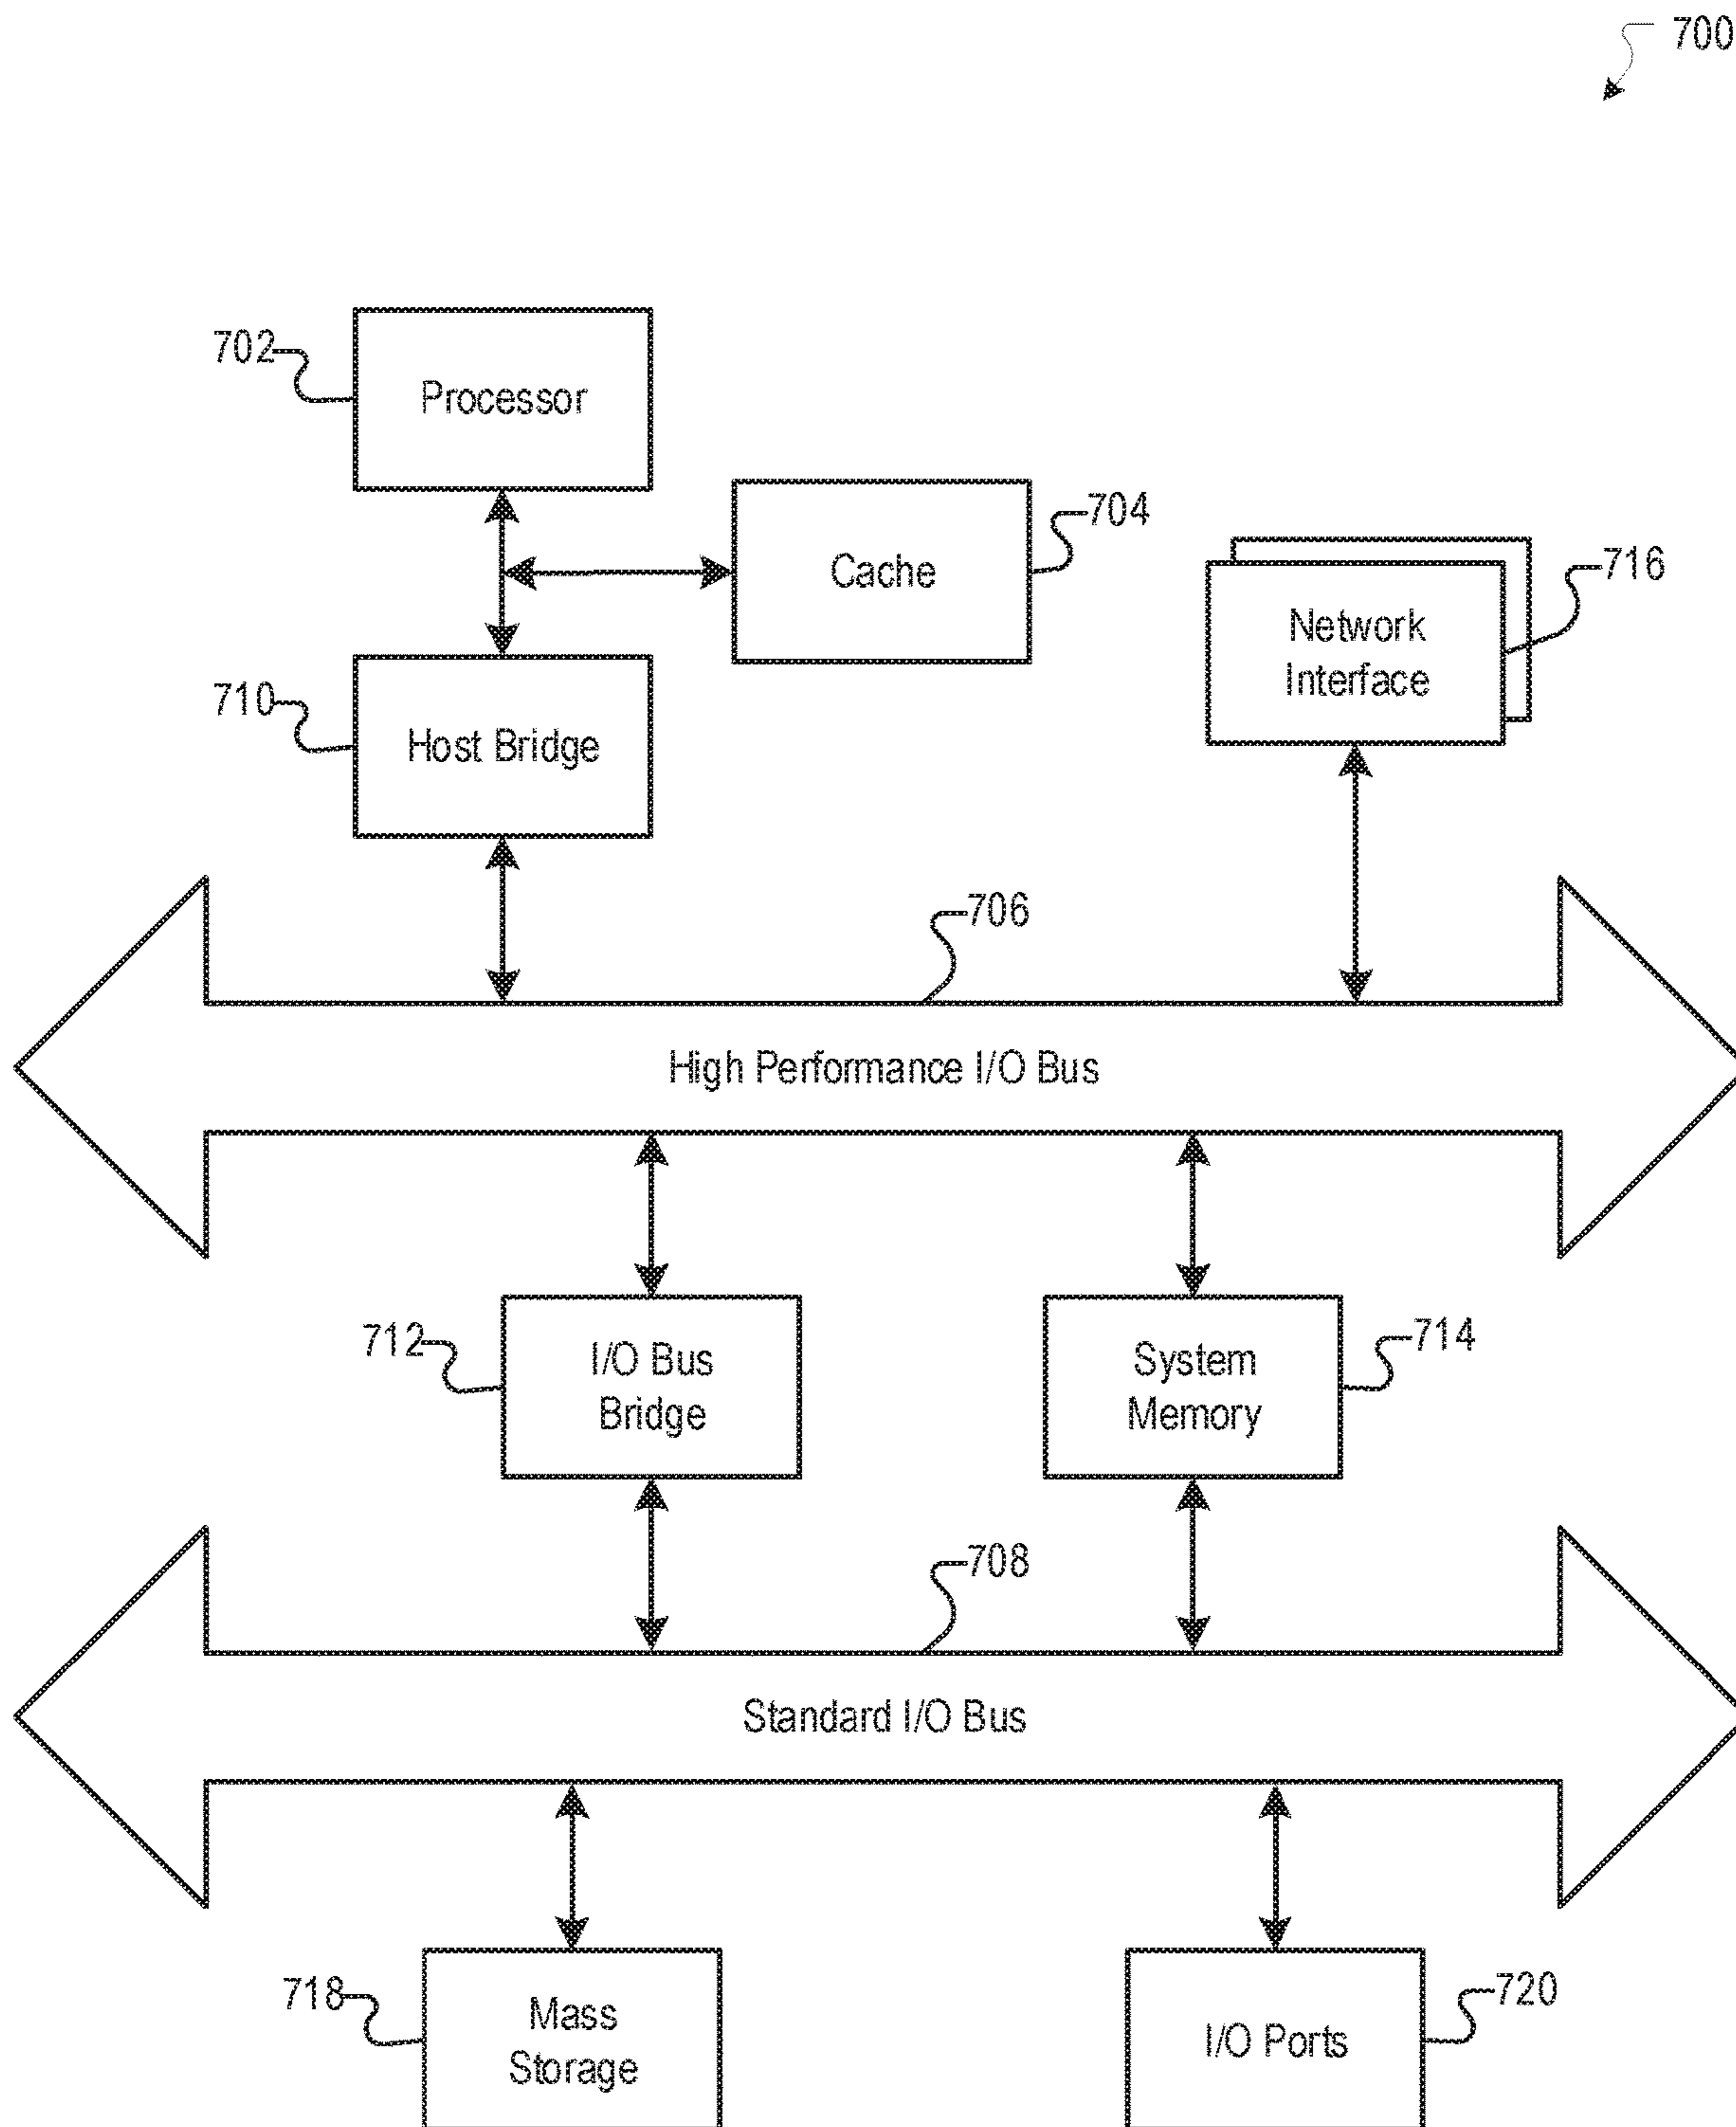 700
702
Processor
704
Cache
716
Network
Interface
710
Host Bridge
706
High Performance I/O Bus
712
I/O Bus
Bridge
System
Memory
714
708
Standard I/O Bus
718
Mass
Storage
I/O Ports
720